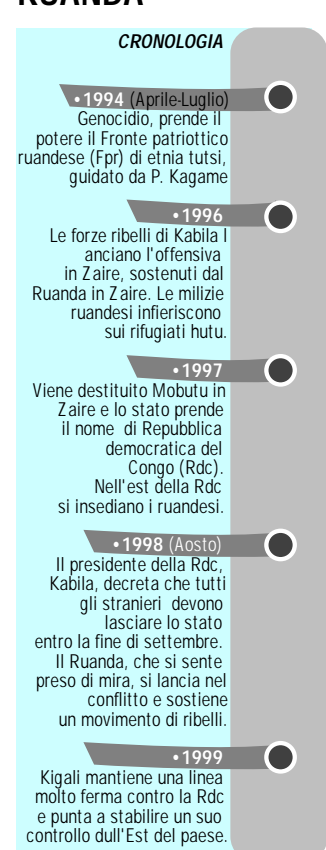 RUANDA
CRONOLOGIA
•1994 (Aprile-Luglio)
Genocidio, prende il
potere il Fronte patriottico
ruandese (Fpr) di etnia tutsi,
guidato da P. Kagame
•1996
Le forze ribelli di Kabila l
anciano l'offensiva
in Zaire, sostenuti dal
Ruanda in Zaire. Le milizie
ruandesi infieriscono
sui rifugiati hutu.
•1997
Viene destituito Mobutu in
Zaire e lo stato prende
il nome di Repubblica
democratica del
Congo (Rdc).
Nell'est della Rdc
si insediano i ruandesi.
•1998 (Aosto)
Il presidente della Rdc,
Kabila, decreta che tutti
gli stranieri devono
lasciare lo stato
entro la fine di settembre.
Il Ruanda, che si sente
preso di mira, si lancia nel
conflitto e sostiene
un movimento di ribelli.
•1999
Kigali mantiene una linea
molto ferma contro la Rdc
e punta a stabilire un suo
controllo dull'Est del paese.